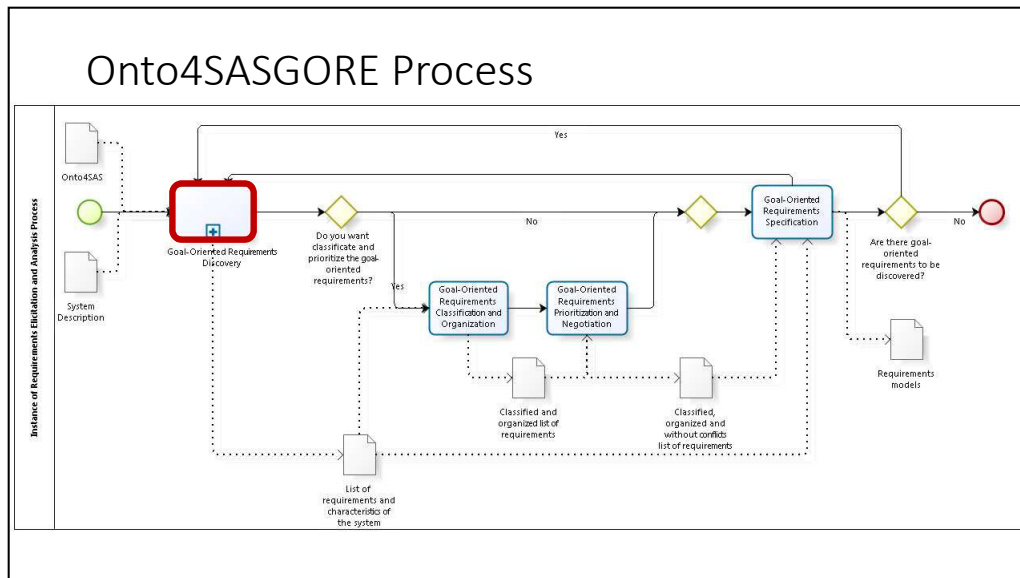 Onto4SASGORE Process
Instance of Requirements Elicitation and Analysis Process
Onto4SAS
System
Description
Goal-Oriented Requirements
Discovery
Do you want
classificate and
prioritize the goal-
oriented
requirements?
Yes
No
Yes
Goal-Oriented
Requirements
Classification and
Organization
Goal-Oriented
Requirements
Prioritization and
Negotiation
Goal-Oriented
Requirements
Specification
Are there goal-
oriented
requirements to be
discovered?
No
Classified and
organized list of
requirements
Classified,
organized and
without conflicts
list of requirements
Requirements
models
List of
requirements and
characteristics of
the system